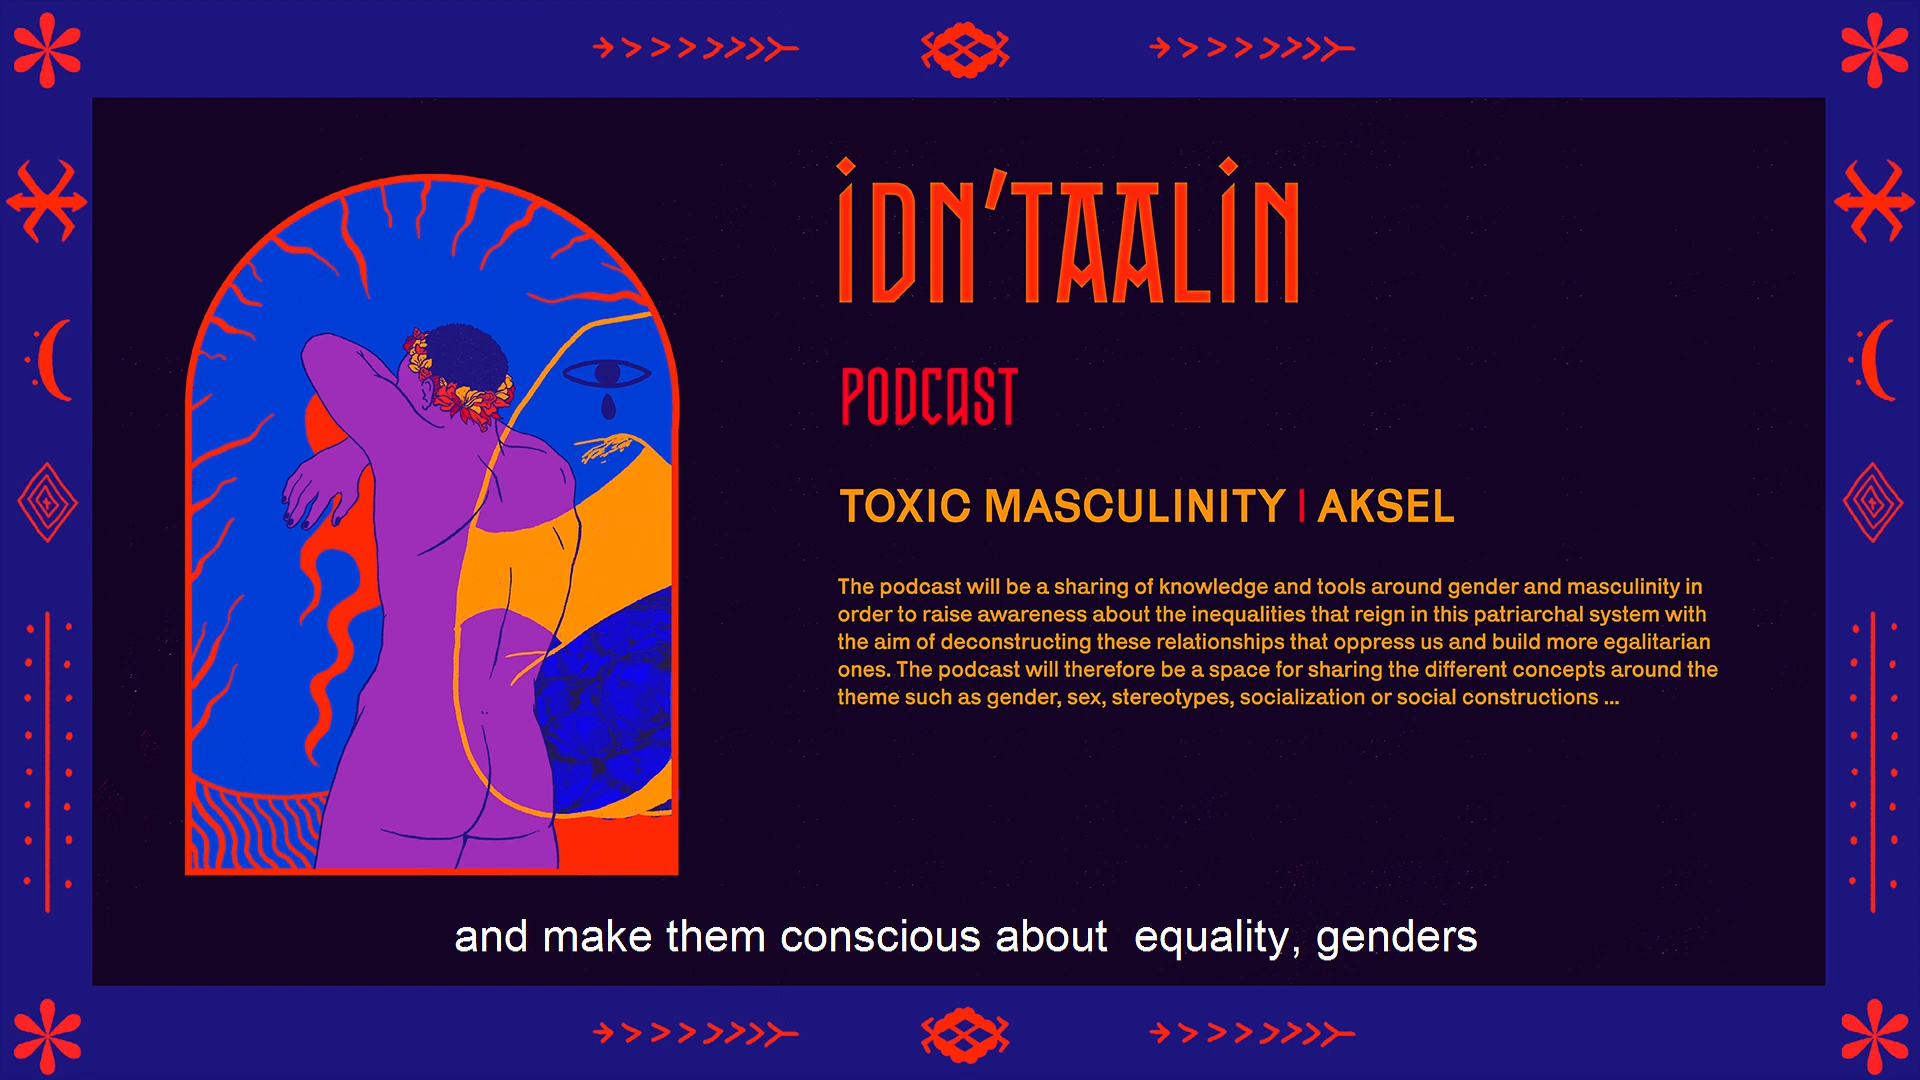 iDN'TAALiN
PODCAST
TOXIC MASCULINITY | AKSEL
The podcast will be a sharing of knowledge and tools around gender and masculinity in
order to raise awareness about the inequalities that reign in this patriarchal system with
the aim of deconstructing these relationships that oppress us and build more egalitarian
ones. The podcast will therefore be a space for sharing the different concepts around the
theme such as gender, sex, stereotypes, socialization or social constructions ...
and make them conscious about  equality, genders